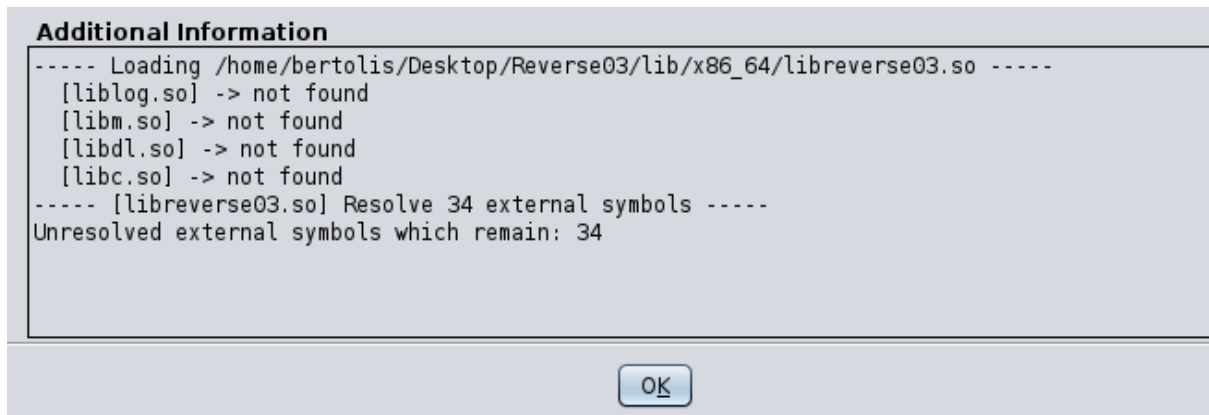 Additional Information
----- Loading /home/bertolis/Desktop/Reverse03/lib/x86_64/libreverse03.so -----
[liblog.so] -> not found
[libm.so] -> not found
[libdl.so] -> not found
[libc.so] -> not found
----- [libreverse03.so] Resolve 34 external symbols -----
Unresolved external symbols which remain: 34
OK